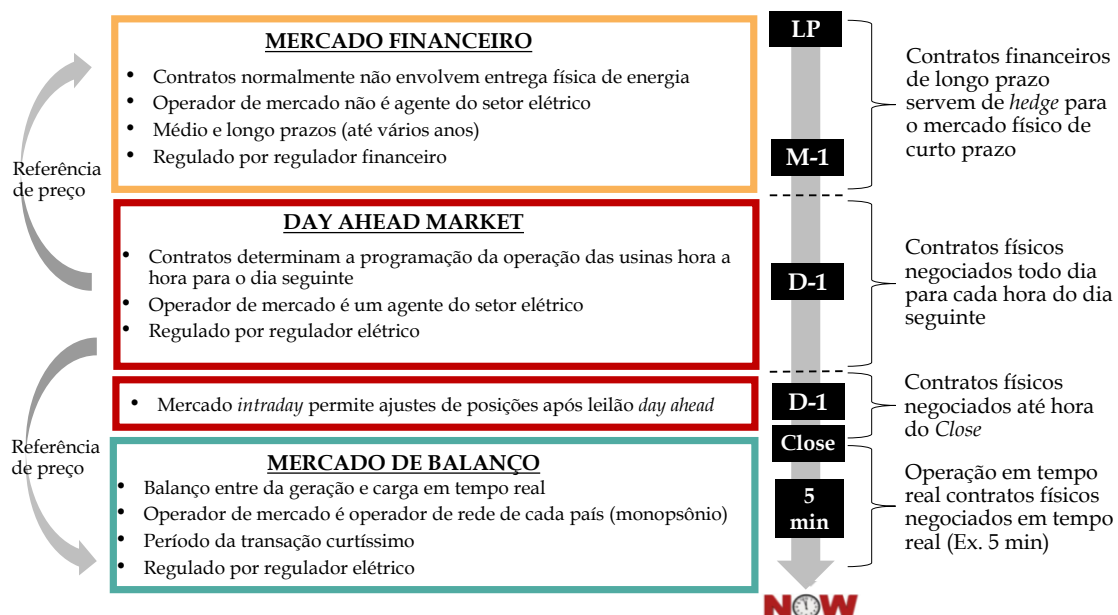 MERCADO FINANCEIRO
• Contratos normalmente não envolvem entrega física de energia
• Operador de mercado não é agente do setor elétrico
• Médio e longo prazos (até vários anos)
• Regulado por regulador financeiro
LP
M-1
Contratos financeiros
de longo prazo
servem de hedge para
o mercado físico de
curto prazo
Referência
de preço
DAY AHEAD MARKET
• Contratos determinam a programação da operação das usinas hora a
hora para o dia seguinte
• Operador de mercado é um agente do setor elétrico
• Regulado por regulador elétrico
D-1
Contratos físicos
negociados todo dia
para cada hora do dia
seguinte
• Mercado intraday permite ajustes de posições após leilão day ahead
D-1
Close
Contratos físicos
negociados até hora
do Close
Referência
de preço
MERCADO DE BALANÇO
• Balanço entre da geração e carga em tempo real
• Operador de mercado é operador de rede de cada país (monopsônio)
• Período da transação curtíssimo
• Regulado por regulador elétrico
5
min
Operação em tempo
real contratos físicos
negociados em tempo
real (Ex. 5 min)
NOW